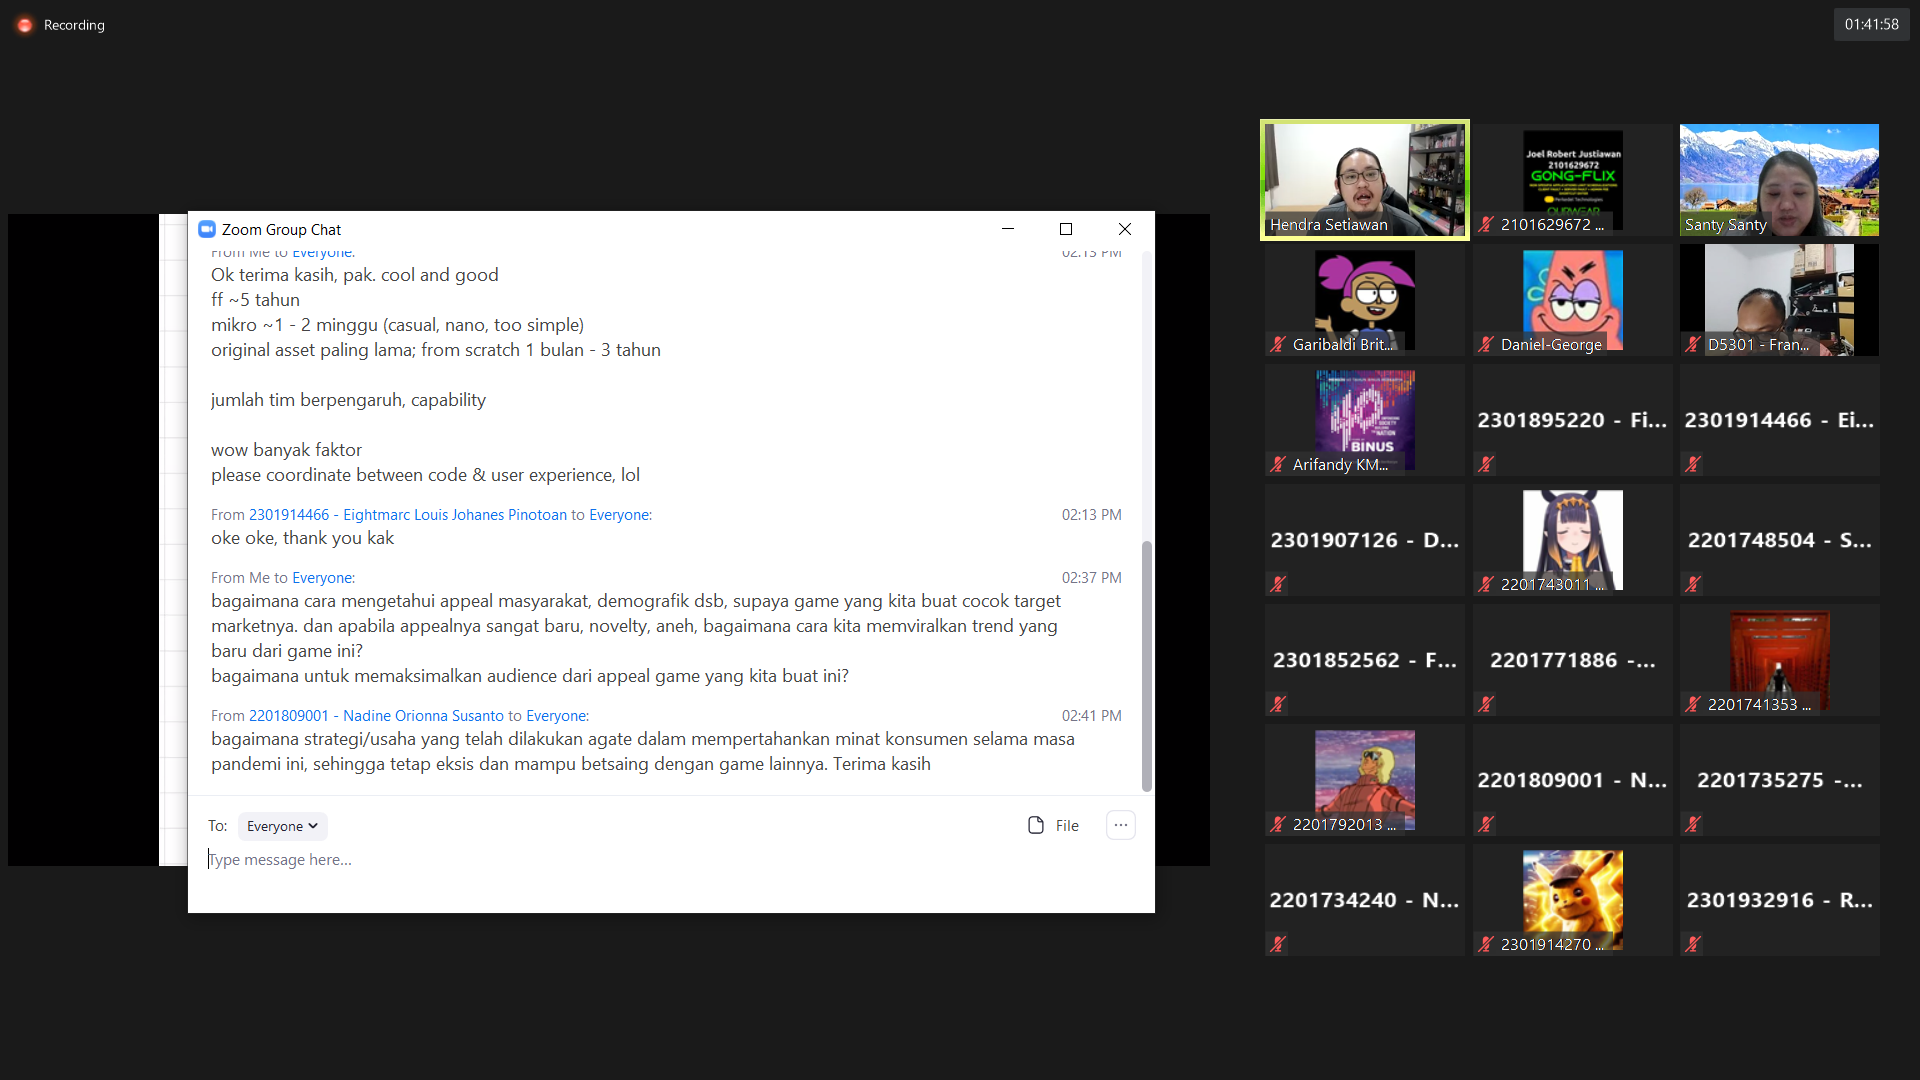 Recording
01:41:58
Zoom Group Chat
From Me to Everyone:
02:13 PM
Ok terima kasih, pak. cool and good
ff ~5 tahun
mikro ~1 - 2 minggu (casual, nano, too simple)
original asset paling lama; from scratch 1 bulan - 3 tahun
jumlah tim berpengaruh, capability
wow banyak faktor
please coordinate between code & user experience, lol
From 2301914466 - Eightmarc Louis Johanes Pinotoan to Everyone:
02:13 PM
oke oke, thank you kak
From Me to Everyone:
02:37 PM
bagaimana cara mengetahui appeal masyarakat, demografik dsb, supaya game yang kita buat cocok target
marketnya. dan apabila appealnya sangat baru, novelty, aneh, bagaimana cara kita memviralkan trend yang
baru dari game ini?
bagaimana untuk memaksimalkan audience dari appeal game yang kita buat ini?
From 2201809001 - Nadine Orionna Susanto to Everyone:
02:41 PM
bagaimana strategi/usaha yang telah dilakukan agate dalam mempertahankan minat konsumen selama masa
pandemi ini, sehingga tetap eksis dan mampu betsaing dengan game lainnya. Terima kasih
To: Everyone
File
Type message here...
Hendra Setiawan
Joel Robert Justiawan
2101629672
GONG-FLIX
2101629672 ...
Santy Santy
Garibaldi Brit...
Daniel-George
D5301 - Fran...
BINUS
Arifandy KM...
2301895220 - Fi...
2301914466 - Ei...
2301907126 - D...
2201743011 ...
2201748504 - S...
2301852562 - F...
2201771886 -...
2201741353 ...
2201792013 ...
2201809001 - N...
2201735275 -...
2201734240 - N...
2301914270 ...
2301932916 - R...